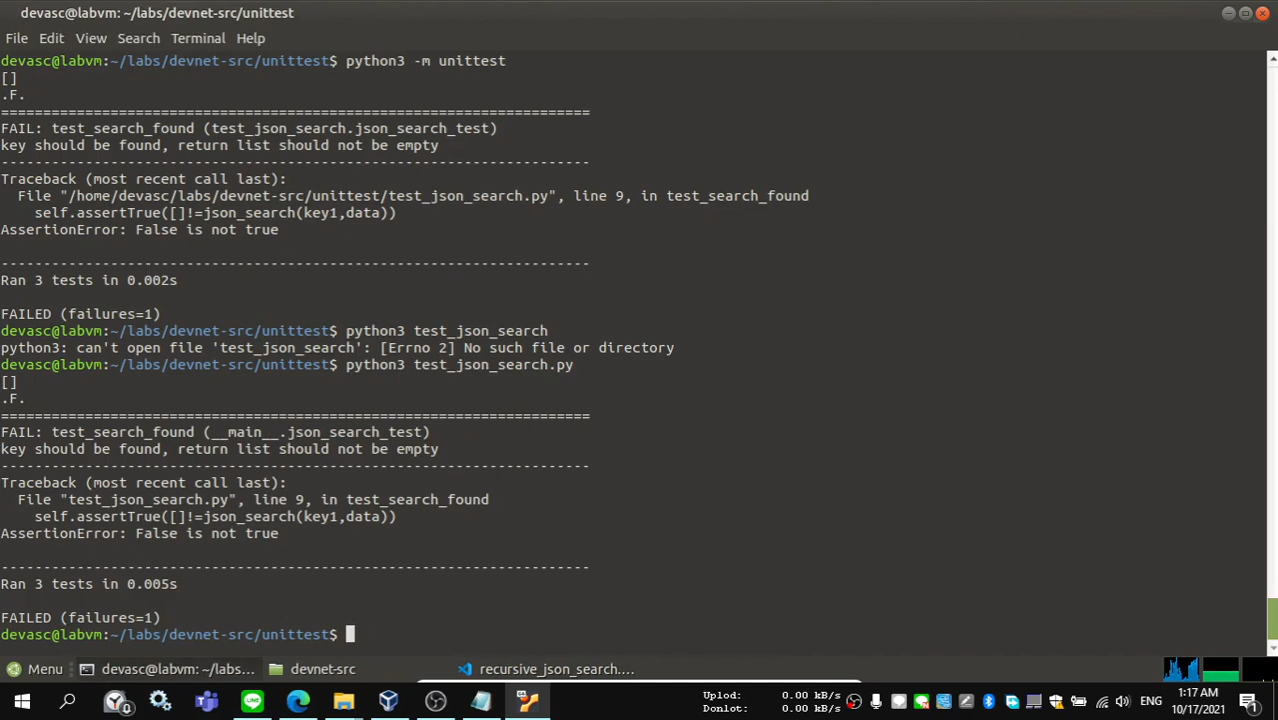 devasc@labvm: ~/labs/devnet-src/unittest
File Edit View Search Terminal Help
devasc@labvm:~/labs/devnet-src/unittest$ python3 -m unittest
[]
.F.
======================================================================
FAIL: test_search_found (test_json_search.json_search_test)
key should be found, return list should not be empty
----------------------------------------------------------------------
Traceback (most recent call last):
  File "/home/devasc/labs/devnet-src/unittest/test_json_search.py", line 9, in test_search_found
    self.assertTrue([]!=json_search(key1,data))
AssertionError: False is not true
----------------------------------------------------------------------
Ran 3 tests in 0.002s
FAILED (failures=1)
devasc@labvm:~/labs/devnet-src/unittest$ python3 test_json_search
python3: can't open file 'test_json_search': [Errno 2] No such file or directory
devasc@labvm:~/labs/devnet-src/unittest$ python3 test_json_search.py
[]
.F.
======================================================================
FAIL: test_search_found (__main__.json_search_test)
key should be found, return list should not be empty
----------------------------------------------------------------------
Traceback (most recent call last):
  File "test_json_search.py", line 9, in test_search_found
    self.assertTrue([]!=json_search(key1,data))
AssertionError: False is not true
----------------------------------------------------------------------
Ran 3 tests in 0.005s
FAILED (failures=1)
devasc@labvm:~/labs/devnet-src/unittest$
Menu devasc@labvm: ~/labs... devnet-src recursive_json_search....
Uplod: 0.00 kB/s
Donlot: 0.00 kB/s
ENG
1:17 AM
10/17/2021